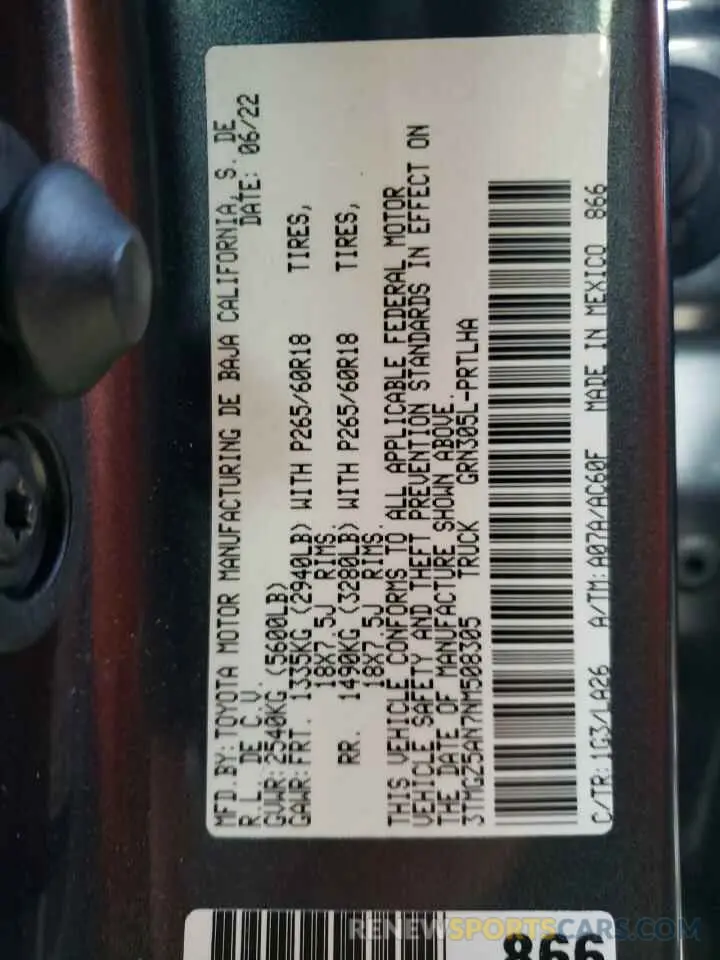 MFD.BY:TOYOTA MOTOR MANUFACTURING DE BAJA CALIFORNIA, S. DE
R.L. DE C.V. DATE: 06/22
GVWR:2540KG (5600LB)
GAWR:FRT. 1335KG (2940LB) WITH P265/60R18 TIRES,
18X7.5J RIMS.
RR. 1490KG (3280LB) WITH P265/60R18 TIRES,
18X7.5J RIMS.
THIS VEHICLE CONFORMS TO ALL APPLICABLE FEDERAL MOTOR
VEHICLE SAFETY AND THEFT PREVENTION STANDARDS IN EFFECT ON
THE DATE OF MANUFACTURE SHOWN ABOVE.
3TMGZ5AN7NM508305 TRUCK GRN305L-PRTLHA
C/TR:1G3/LA26 A/TM:A07A/AC60F MADE IN MEXICO 866
866
RENEWSPORTSCARS.COM